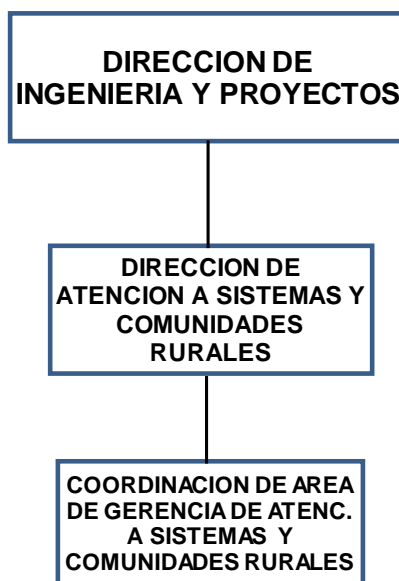 DIRECCION DE
INGENIERIA Y PROYECTOS
DIRECCION DE
ATENCION A SISTEMAS Y
COMUNIDADES
RURALES
COORDINACION DE AREA
DE GERENCIA DE ATENC.
A SISTEMAS Y
COMUNIDADES RURALES